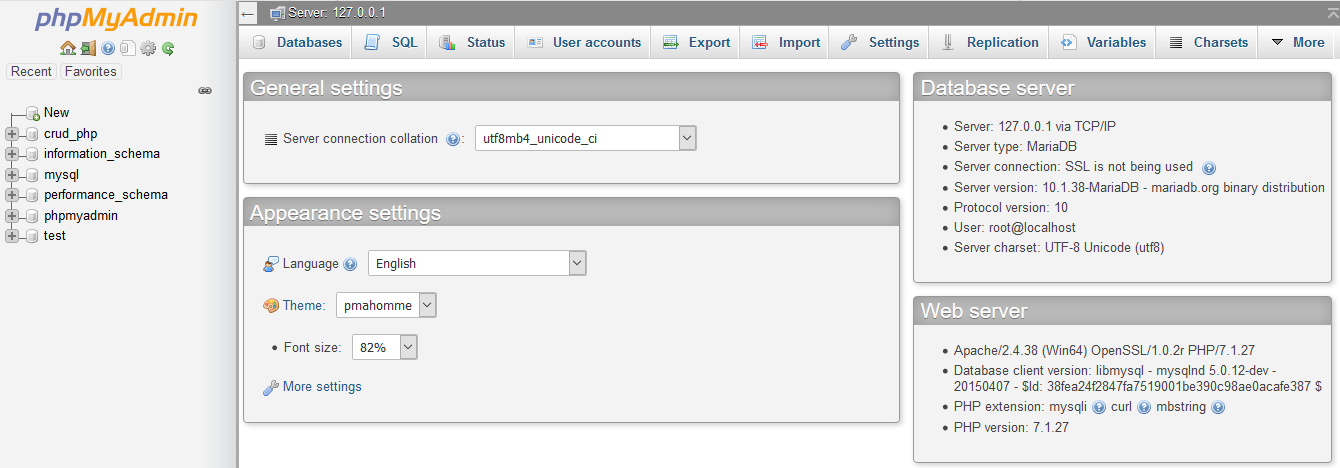 phpMyAdmin
Recent Favorites
New
crud_php
information_schema
mysql
performance_schema
phpmyadmin
test
Server: 127.0.0.1
Databases SQL Status User accounts Export Import Settings Replication Variables Charsets More
General settings
Server connection collation : utf8mb4_unicode_ci
Appearance settings
Language English
Theme: pmahomme
Font size: 82%
More settings
Database server
Server: 127.0.0.1 via TCP/IP
Server type: MariaDB
Server connection: SSL is not being used
Server version: 10.1.38-MariaDB - mariadb.org binary distribution
Protocol version: 10
User: root@localhost
Server charset: UTF-8 Unicode (utf8)
Web server
Apache/2.4.38 (Win64) OpenSSL/1.0.2r PHP/7.1.27
Database client version: libmysql - mysqlnd 5.0.12-dev -
20150407 - $Id: 38fea24f2847fa7519001be390c98ae0acafe387 $
PHP extension: mysqli curl mbstring
PHP version: 7.1.27